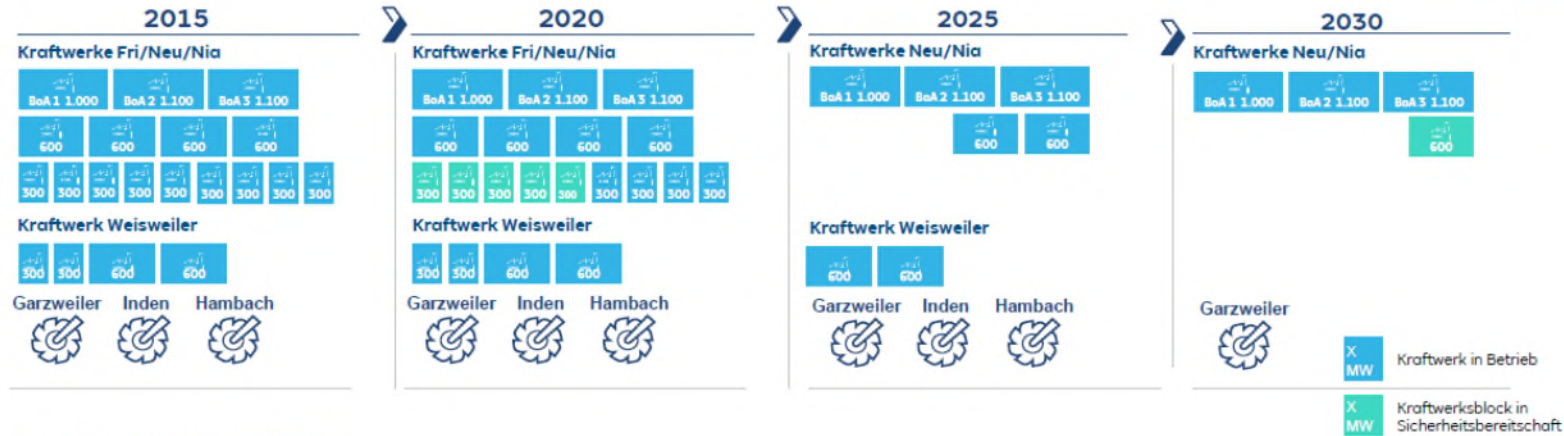 2015
Kraftwerke Fri/Neu/Nia
BoA 1 1.000 BoA 2 1.100 BoA 3 1.100
600 600 600 600
300 300 300 300 300 300 300 300 300
Kraftwerk Weisweiler
300 300 600 600
Garzweiler Inden Hambach
2020
Kraftwerke Fri/Neu/Nia
BoA 1 1.000 BoA 2 1.100 BoA 3 1.100
600 600 600 600
300 300 300 300 300 300 300 300 300
Kraftwerk Weisweiler
300 300 600 600
Garzweiler Inden Hambach
2025
Kraftwerke Neu/Nia
BoA 1 1.000 BoA 2 1.100 BoA 3 1.100
600 600
Kraftwerk Weisweiler
600 600
Garzweiler Inden Hambach
2030
Kraftwerke Neu/Nia
BoA 1 1.000 BoA 2 1.100 BoA 3 1.100
600
Garzweiler
X
MW
Kraftwerk in Betrieb
X
MW
Kraftwerksblock in
Sicherheitsbereitschaft